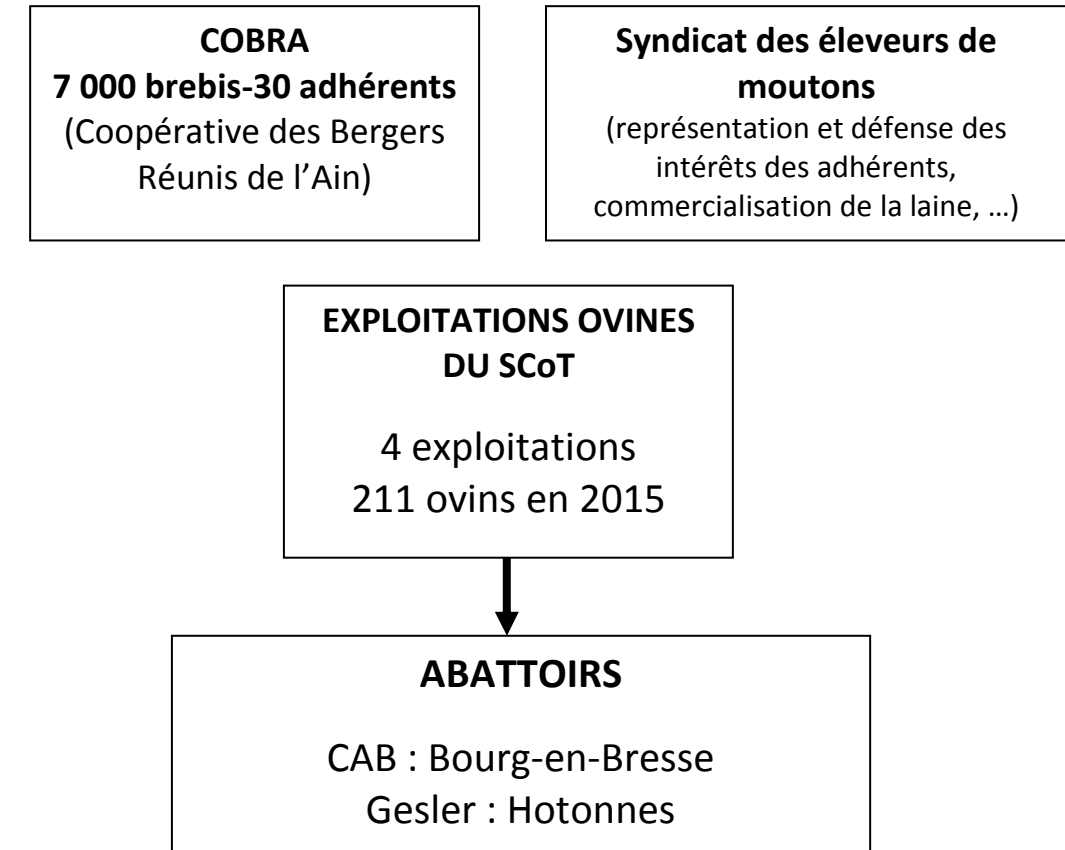 COBRA
7 000 brebis-30 adhérents
(Coopérative des Bergers
Réunis de l’Ain)
Syndicat des éleveurs de
moutons
(représentation et défense des
intérêts des adhérents,
commercialisation de la laine, …)
EXPLOITATIONS OVINES
DU SCoT
4 exploitations
211 ovins en 2015
ABATTOIRS
CAB : Bourg-en-Bresse
Gesler : Hotonnes